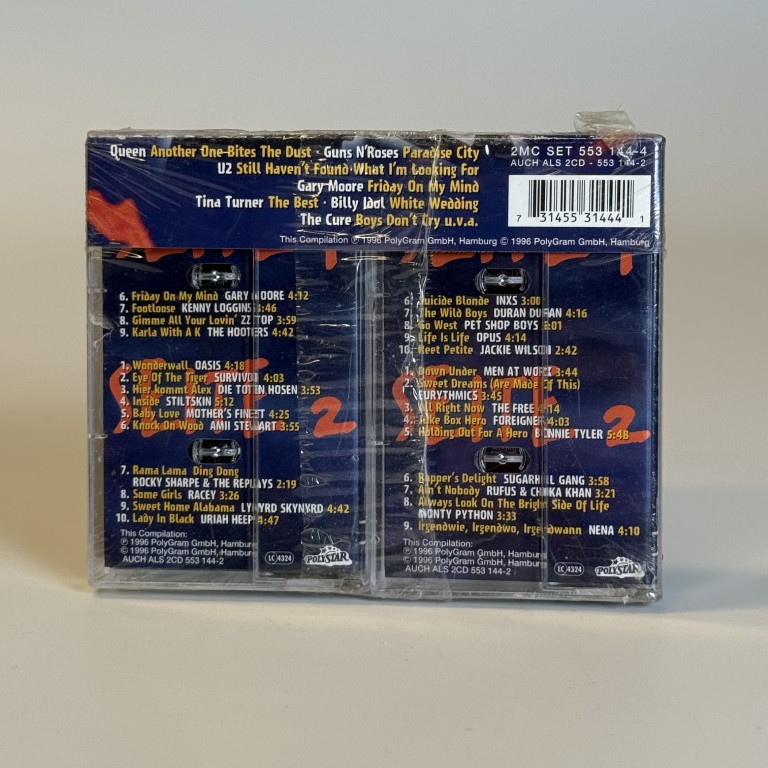 Queen Another One Bites The Dust · Guns N'Roses Paradise City
U2 Still Haven't Found What I'm Looking For
Gary Moore Friday On My Mind
Tina Turner The Best · Billy Idol White Wedding
The Cure Boys Don't Cry u.v.a.
2MC SET 553 144-4
AUCH ALS 2CD - 553 144-2
7 31455 31444 1
This Compilation ℗ 1996 PolyGram GmbH, Hamburg © 1996 PolyGram GmbH, Hamburg
6. Friday On My Mind GARY MOORE 4:12
7. Footloose KENNY LOGGINS 3:46
8. Gimme All Your Lovin' ZZ TOP 3:59
9. Karla With A K THE HOOTERS 4:42
SEITE 2
1. Wonderwall OASIS 4:18
2. Eye Of The Tiger SURVIVOR 4:03
3. Hier kommt Alex DIE TOTEN HOSEN 3:53
4. Inside STILTSKIN 5:12
5. Baby Love MOTHER'S FINEST 4:25
6. Knock On Wood AMII STEWART 3:55
7. Rama Lama Ding Dong
ROCKY SHARPE & THE REPLAYS 2:19
8. Some Girls RACEY 3:26
9. Sweet Home Alabama LYNYRD SKYNYRD 4:42
10. Lady In Black URIAH HEEP 4:47
This Compilation:
℗ 1996 PolyGram GmbH, Hamburg
© 1996 PolyGram GmbH, Hamburg
AUCH ALS 2CD 553 144-2
LC 4324
POLYSTAR
6. Suicide Blonde INXS 3:00
7. The Wild Boys DURAN DURAN 4:16
8. Go West PET SHOP BOYS 5:01
9. Life Is Life OPUS 4:14
10. Reet Petite JACKIE WILSON 2:42
SEITE 2
1. Down Under MEN AT WORK 3:44
2. Sweet Dreams (Are Made Of This)
EURYTHMICS 3:45
3. All Right Now THE FREE 4:14
4. Juke Box Hero FOREIGNER 4:03
5. Holding Out For A Hero BONNIE TYLER 5:48
6. Rapper's Delight SUGARHILL GANG 3:58
7. Ain't Nobody RUFUS & CHAKA KHAN 3:21
8. Always Look On The Bright Side Of Life
MONTY PYTHON 3:33
9. Irgendwie, Irgendwo, Irgendwann NENA 4:10
This Compilation:
℗ 1996 PolyGram GmbH, Hamburg
© 1996 PolyGram GmbH, Hamburg
AUCH ALS 2CD 553 144-2
LC 4324
POLYSTAR